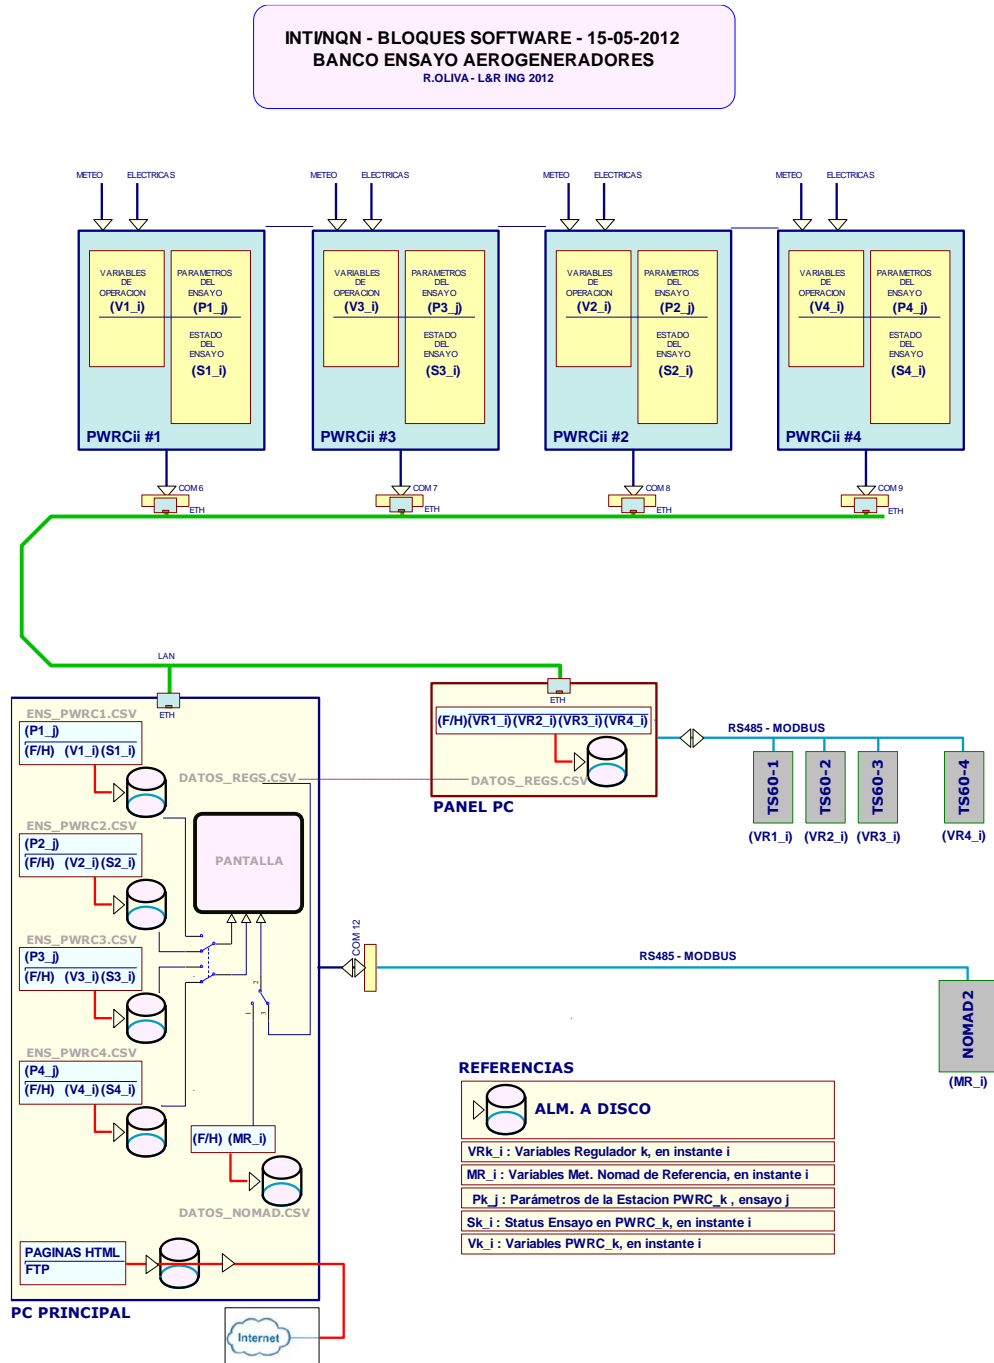 INTI/NQN - BLOQUES SOFTWARE - 15-05-2012
BANCO ENSAYO AEROGENERADORES
R.OLIVA - L&R ING 2012
METEO ELECTRICAS
METEO ELECTRICAS
METEO ELECTRICAS
METEO ELECTRICAS
VARIABLES
DE
OPERACION
(V1_i)
PARAMETROS
DEL
ENSAYO
(P1_j)
ESTADO
DEL
ENSAYO
(S1_i)
PWRCii #1
VARIABLES
DE
OPERACION
(V3_i)
PARAMETROS
DEL
ENSAYO
(P3_j)
ESTADO
DEL
ENSAYO
(S3_i)
PWRCii #3
VARIABLES
DE
OPERACION
(V2_i)
PARAMETROS
DEL
ENSAYO
(P2_j)
ESTADO
DEL
ENSAYO
(S2_i)
PWRCii #2
VARIABLES
DE
OPERACION
(V4_i)
PARAMETROS
DEL
ENSAYO
(P4_j)
ESTADO
DEL
ENSAYO
(S4_i)
PWRCii #4
COM 6
ETH
COM 7
ETH
COM 8
ETH
COM 9
ETH
LAN
ETH
ETH
ENS_PWRC1.CSV
(P1_j)
(F/H) (V1_i)(S1_i)
DATOS_REGS.CSV
ENS_PWRC2.CSV
(P2_j)
(F/H) (V2_i)(S2_i)
PANTALLA
ENS_PWRC3.CSV
(P3_j)
(F/H) (V3_i)(S3_i)
2
1
3
ENS_PWRC4.CSV
(P4_j)
(F/H) (V4_i)(S4_i)
(F/H) (MR_i)
DATOS_NOMAD.CSV
PAGINAS HTML
FTP
PC PRINCIPAL
Internet
(F/H)(VR1_i)(VR2_i)(VR3_i)(VR4_i)
DATOS_REGS.CSV
PANEL PC
RS485 - MODBUS
TS60-1
TS60-2
TS60-3
TS60-4
(VR1_i)
(VR2_i)
(VR3_i)
(VR4_i)
COM 12
RS485 - MODBUS
NOMAD2
(MR_i)
REFERENCIAS
ALM. A DISCO
VRk_i : Variables Regulador k, en instante i
MR_i : Variables Met. Nomad de Referencia, en instante i
Pk_j : Parámetros de la Estacion PWRC_k , ensayo j
Sk_i : Status Ensayo en PWRC_k, en instante i
Vk_i : Variables PWRC_k, en instante i